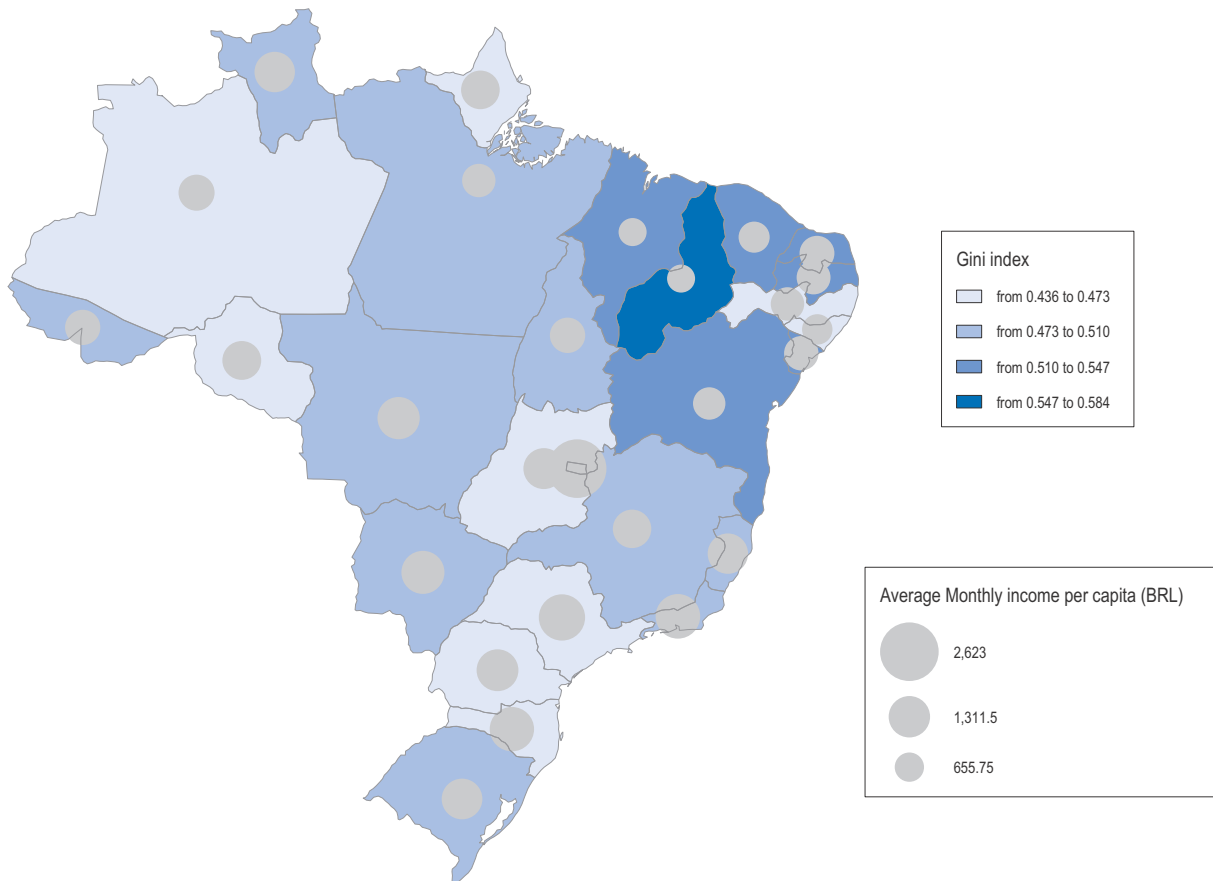 Gini index
from 0.436 to 0.473
from 0.473 to 0.510
from 0.510 to 0.547
from 0.547 to 0.584
Average Monthly income per capita (BRL)
2,623
1,311.5
655.75